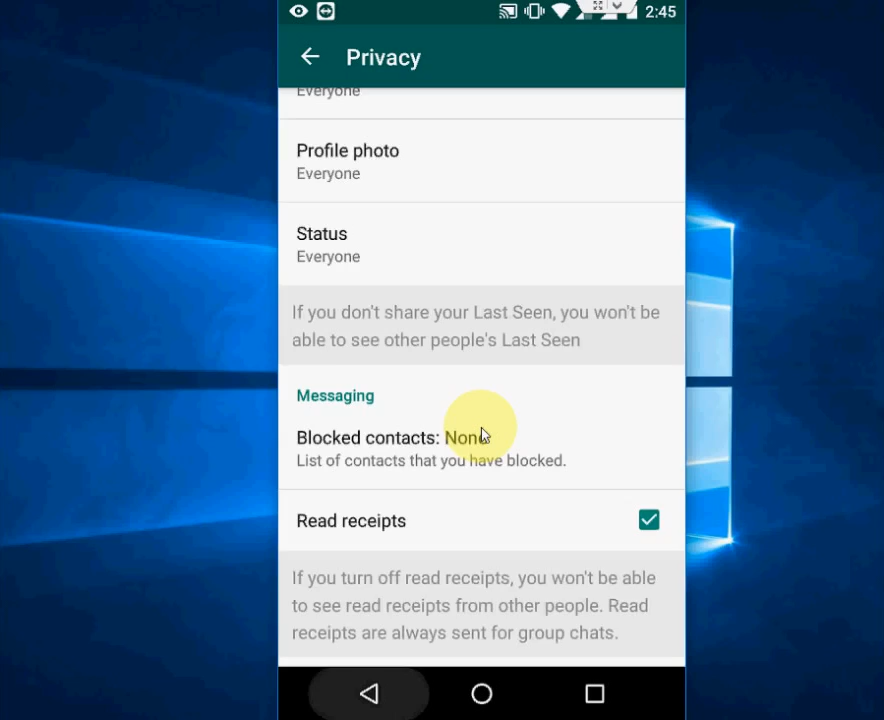 2:45
Privacy
Everyone
Profile photo
Everyone
Status
Everyone
If you don't share your Last Seen, you won't be
able to see other people's Last Seen
Messaging
Blocked contacts: None
List of contacts that you have blocked.
Read receipts
If you turn off read receipts, you won't be able
to see read receipts from other people. Read
receipts are always sent for group chats.